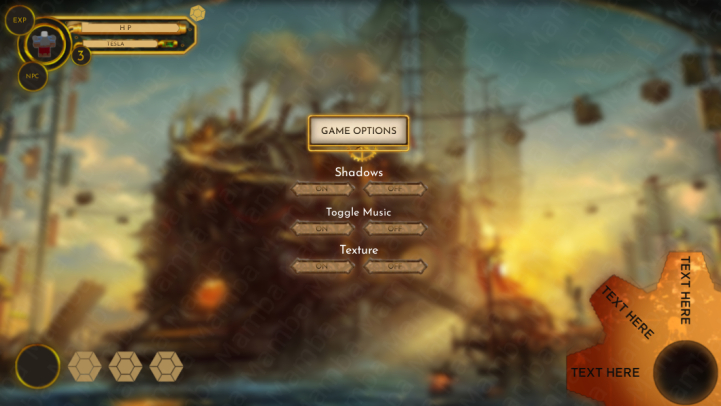 EXP
H P
TESLA
3
NPC
GAME OPTIONS
Shadows
ON OFF
Toggle Music
ON OFF
Texture
ON OFF
TEXT HERE
TEXT HERE
TEXT HERE